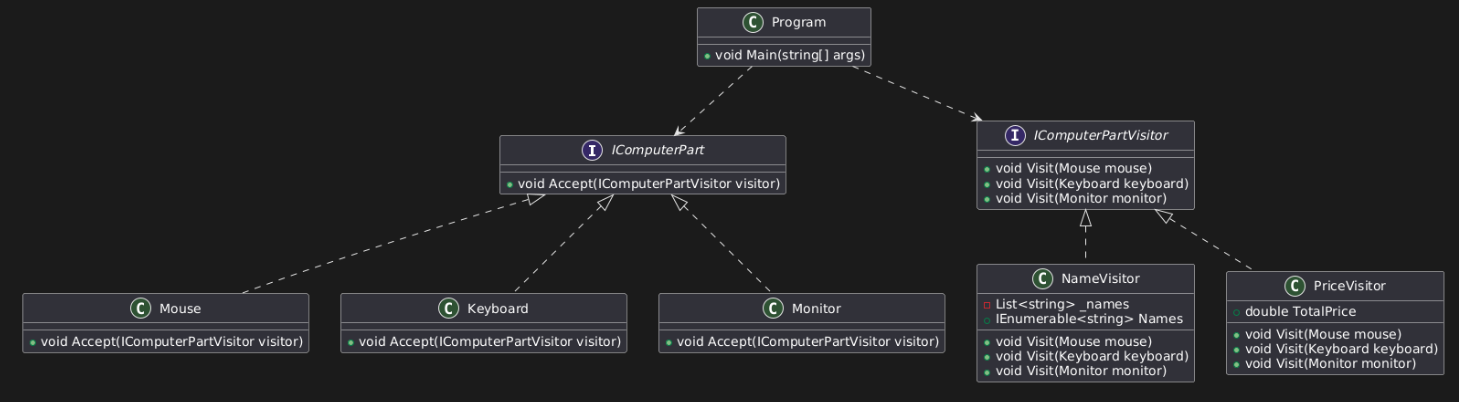 C Program
void Main(string[] args)
I IComputerPart
void Accept(IComputerPartVisitor visitor)
I IComputerPartVisitor
void Visit(Mouse mouse)
void Visit(Keyboard keyboard)
void Visit(Monitor monitor)
C Mouse
void Accept(IComputerPartVisitor visitor)
C Keyboard
void Accept(IComputerPartVisitor visitor)
C Monitor
void Accept(IComputerPartVisitor visitor)
C NameVisitor
List<string> _names
IEnumerable<string> Names
void Visit(Mouse mouse)
void Visit(Keyboard keyboard)
void Visit(Monitor monitor)
C PriceVisitor
double TotalPrice
void Visit(Mouse mouse)
void Visit(Keyboard keyboard)
void Visit(Monitor monitor)